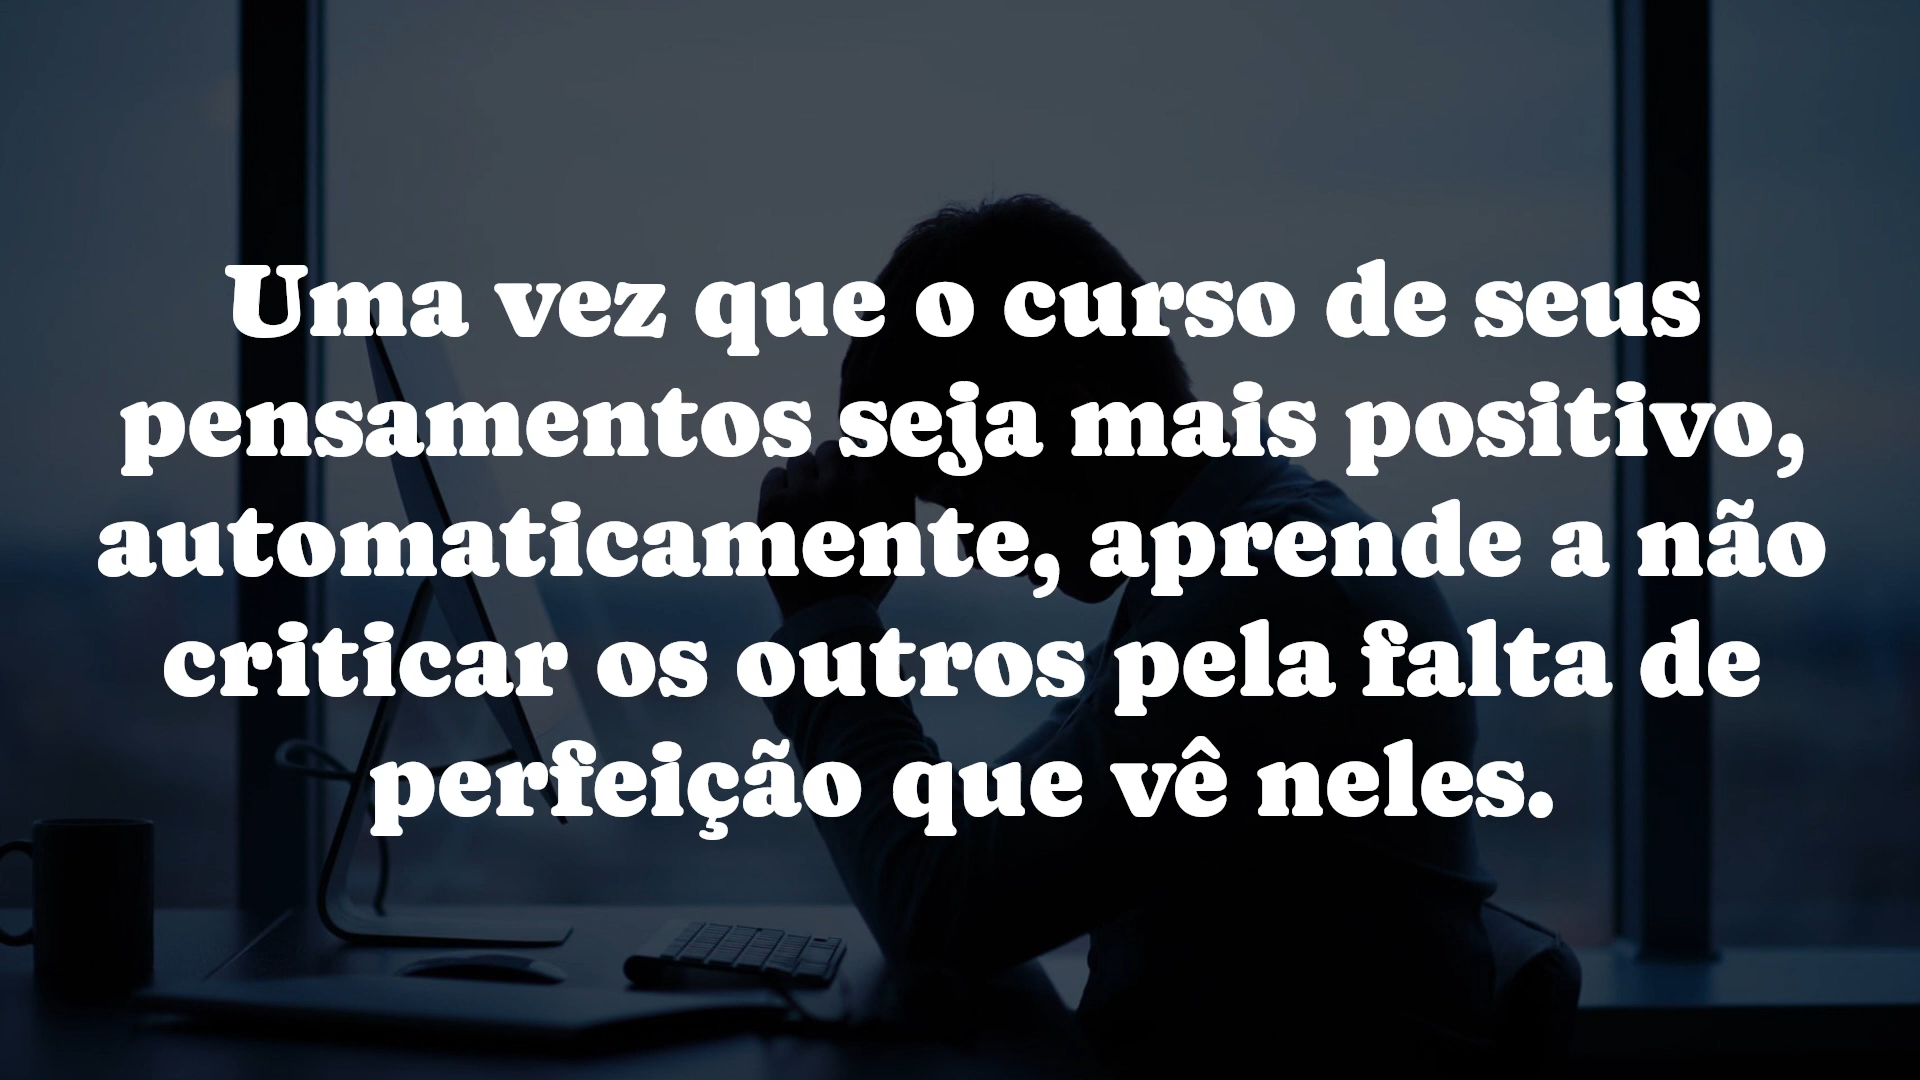 Uma vez que o curso de seus
pensamentos seja mais positivo,
automaticamente, aprende a não
criticar os outros pela falta de
perfeição que vê neles.